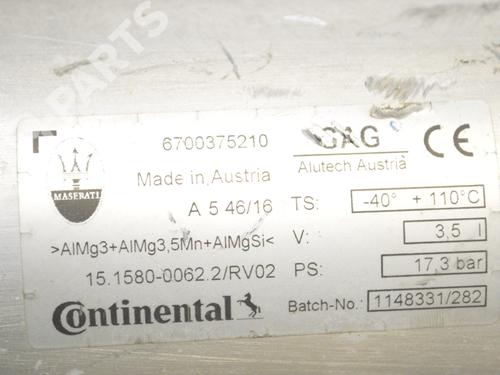 PARTS
6700375210
Alutech Austria
CE
MASERATI
Made in Austria
A 5 46/16
TS: -40° + 110°C
>AlMg3+AlMg3,5Mn+AlMgSi<
V: 3,5 l
15.1580-0062.2/RV02
PS: 17,3 bar
Continental
Batch-No.: 1148331/282